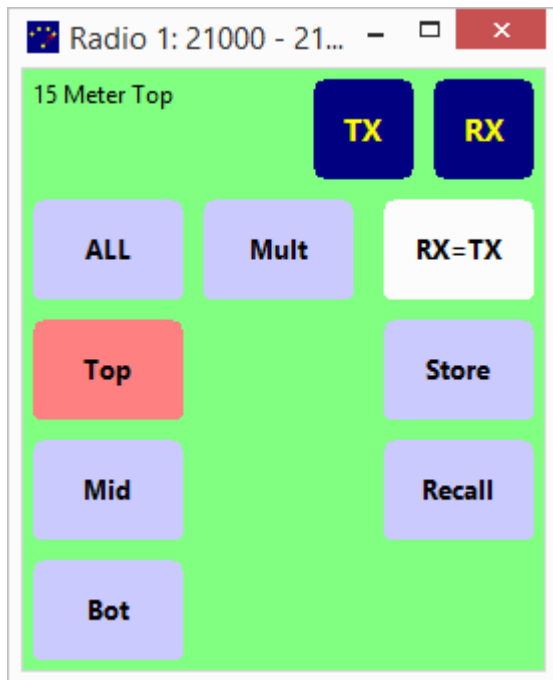 Radio 1: 21000 - 21...
15 Meter Top
TX RX
ALL Mult RX=TX
Top Store
Mid Recall
Bot